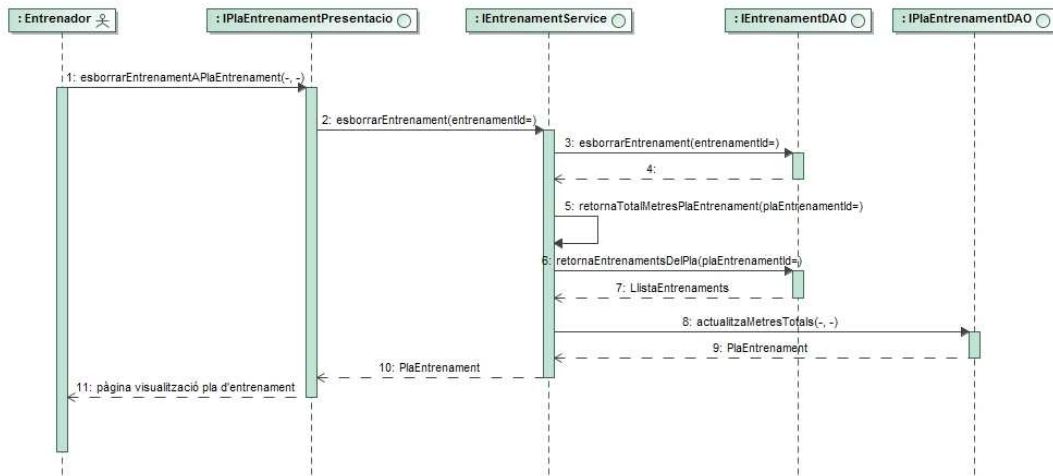 : Entrenador
: IPlaEntrenamentPresentacio
: IEntrenamentService
: IEntrenamentDAO
: IPlaEntrenamentDAO
1: esborrarEntrenamentAPlaEntrenament(-, -)
2: esborrarEntrenament(entrenamentId=)
3: esborrarEntrenament(entrenamentId=)
4:
5: retornaTotalMetresPlaEntrenament(plaEntrenamentId=)
6: retornaEntrenamentsDelPla(plaEntrenamentId=)
7: LlistaEntrenaments
8: actualitzaMetresTotals(-, -)
9: PlaEntrenament
10: PlaEntrenament
11: pàgina visualització pla d'entrenament